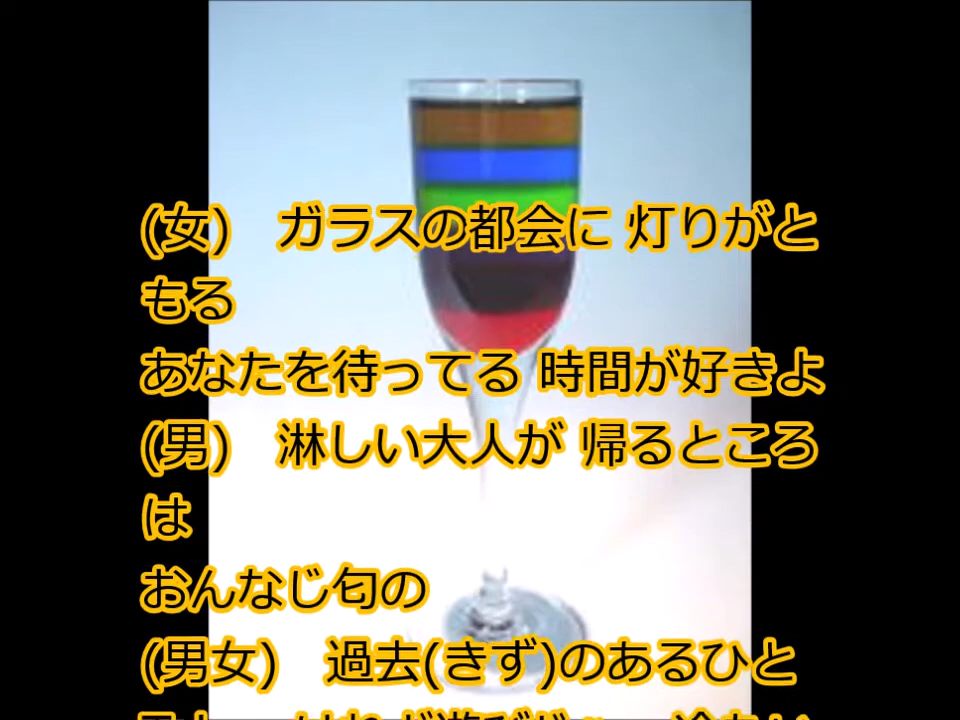 (女)　ガラスの都会に 灯りがと
もる
あなたを待ってる 時間が好きよ
(男)　淋しい大人が 帰るところ
は
おんなじ匂の
(男女)　過去(きず)のあるひと